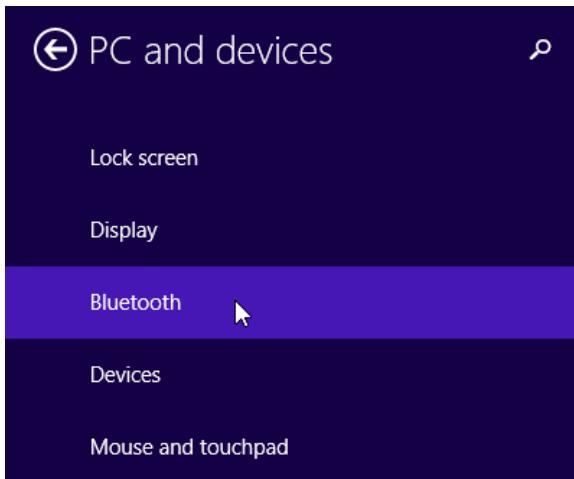 PC and devices
Lock screen
Display
Bluetooth
Devices
Mouse and touchpad